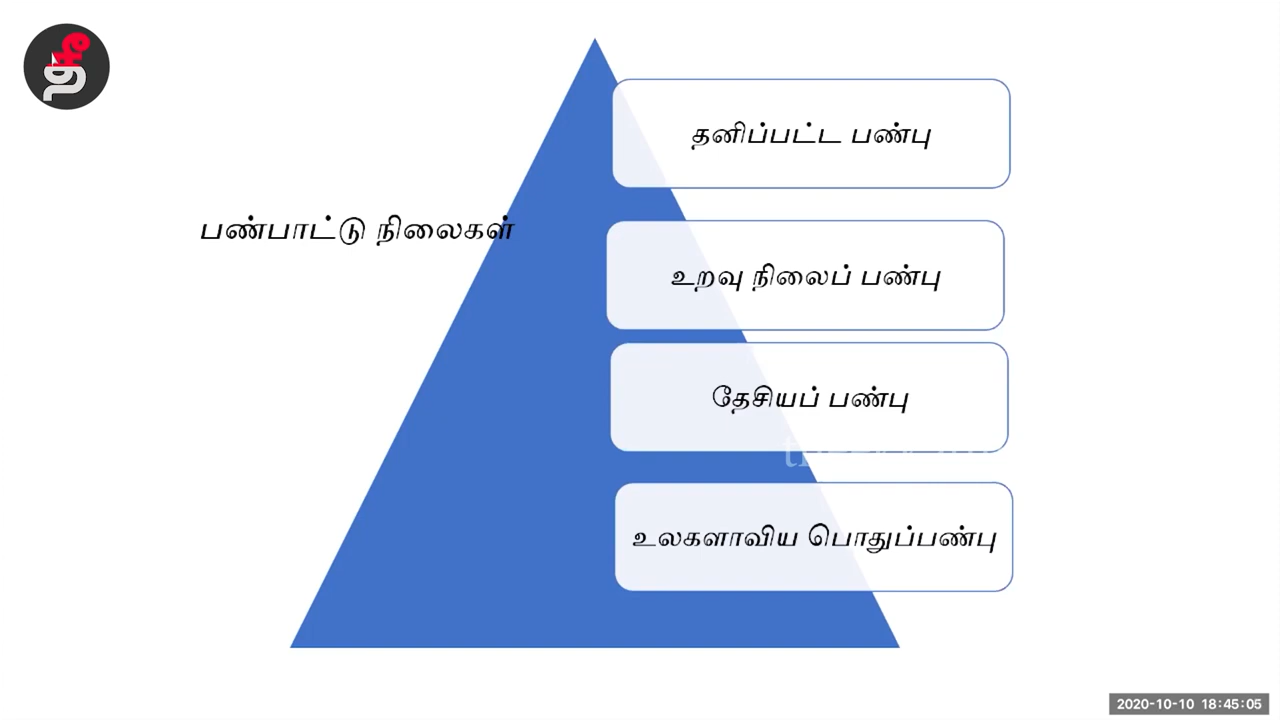 பண்பாட்டு நிலைகள்
தனிப்பட்ட பண்பு
உறவு நிலைப் பண்பு
தேசியப் பண்பு
உலகளாவிய பொதுப்பண்பு
2020-10-10 18:45:05